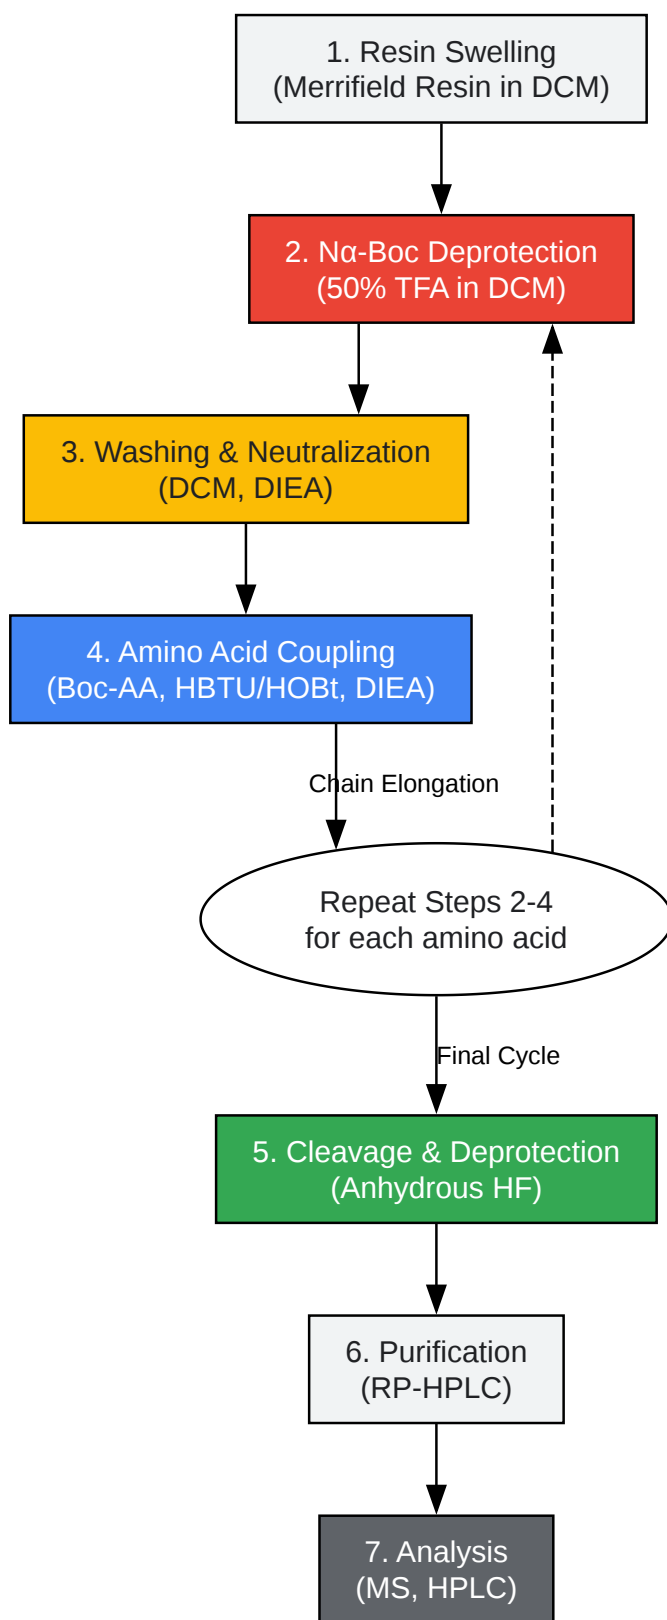 1. Resin Swelling
(Merrifield Resin in DCM)
2. Nα-Boc Deprotection
(50% TFA in DCM)
3. Washing & Neutralization
(DCM, DIEA)
4. Amino Acid Coupling
(Boc-AA, HBTU/HOBt, DIEA)
Chain Elongation
Repeat Steps 2-4
for each amino acid
Final Cycle
5. Cleavage & Deprotection
(Anhydrous HF)
6. Purification
(RP-HPLC)
7. Analysis
(MS, HPLC)